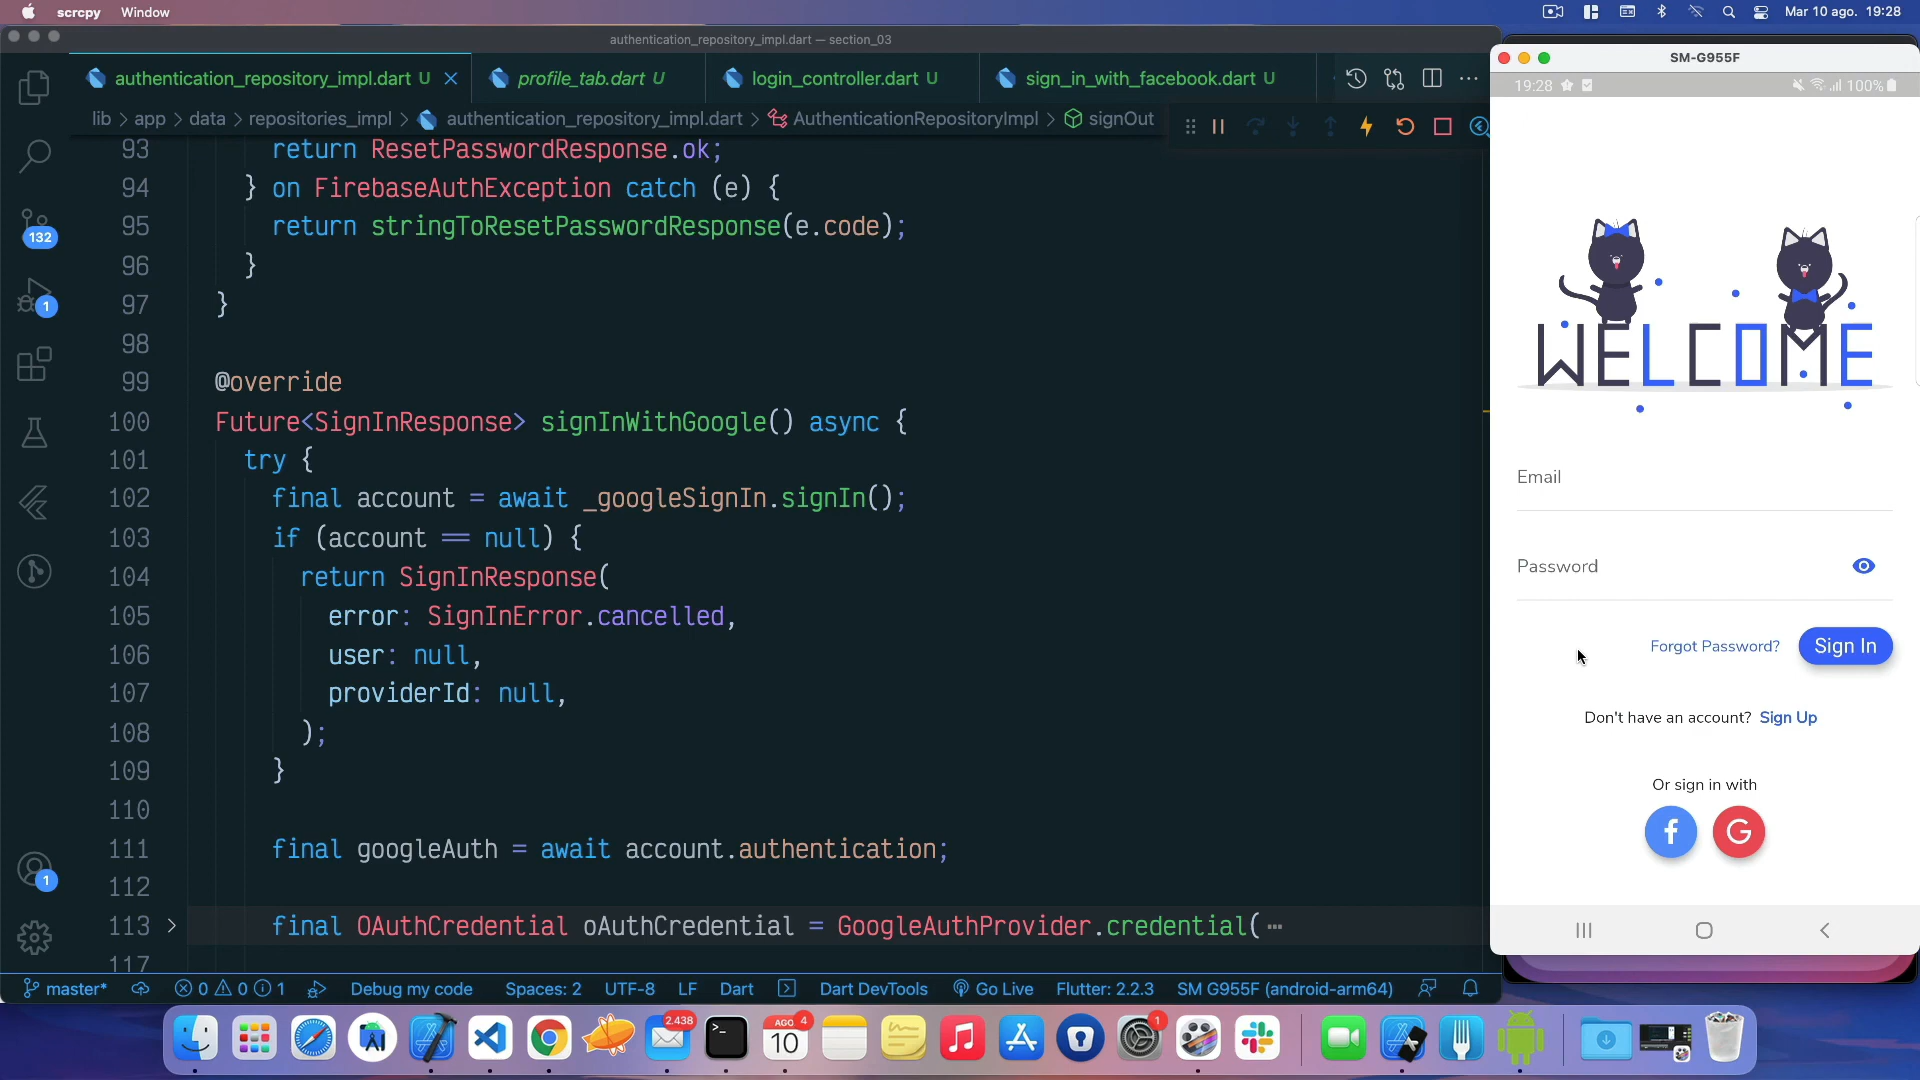 scrcpy Window
Mar 10 ago. 19:28
authentication_repository_impl.dart — section_03
authentication_repository_impl.dart U
profile_tab.dart U
login_controller.dart U
sign_in_with_facebook.dart U
lib > app > data > repositories_impl > authentication_repository_impl.dart > AuthenticationRepositoryImpl > signOut
93 return ResetPasswordResponse.ok;
94 } on FirebaseAuthException catch (e) {
95 return stringToResetPasswordResponse(e.code);
96 }
97 }
98
99 @override
100 Future<SignInResponse> signInWithGoogle() async {
101 try {
102 final account = await _googleSignIn.signIn();
103 if (account == null) {
104 return SignInResponse(
105 error: SignInError.cancelled,
106 user: null,
107 providerId: null,
108 );
109 }
110
111 final googleAuth = await account.authentication;
112
113 final OAuthCredential oAuthCredential = GoogleAuthProvider.credential(…
117
132
1
1
master* 0 0 1 Debug my code Spaces: 2 UTF-8 LF Dart Dart DevTools Go Live Flutter: 2.2.3 SM G955F (android-arm64)
SM-G955F
19:28 100%
WELCOME
Email
Password
Forgot Password? Sign In
Don't have an account? Sign Up
Or sign in with
f G
2.438
AGO 4
10
1